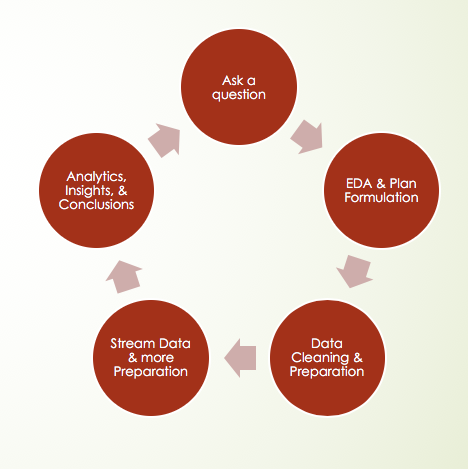 Ask a
question
EDA & Plan
Formulation
Data
Cleaning &
Preparation
Stream Data
& more
Preparation
Analytics,
Insights, &
Conclusions